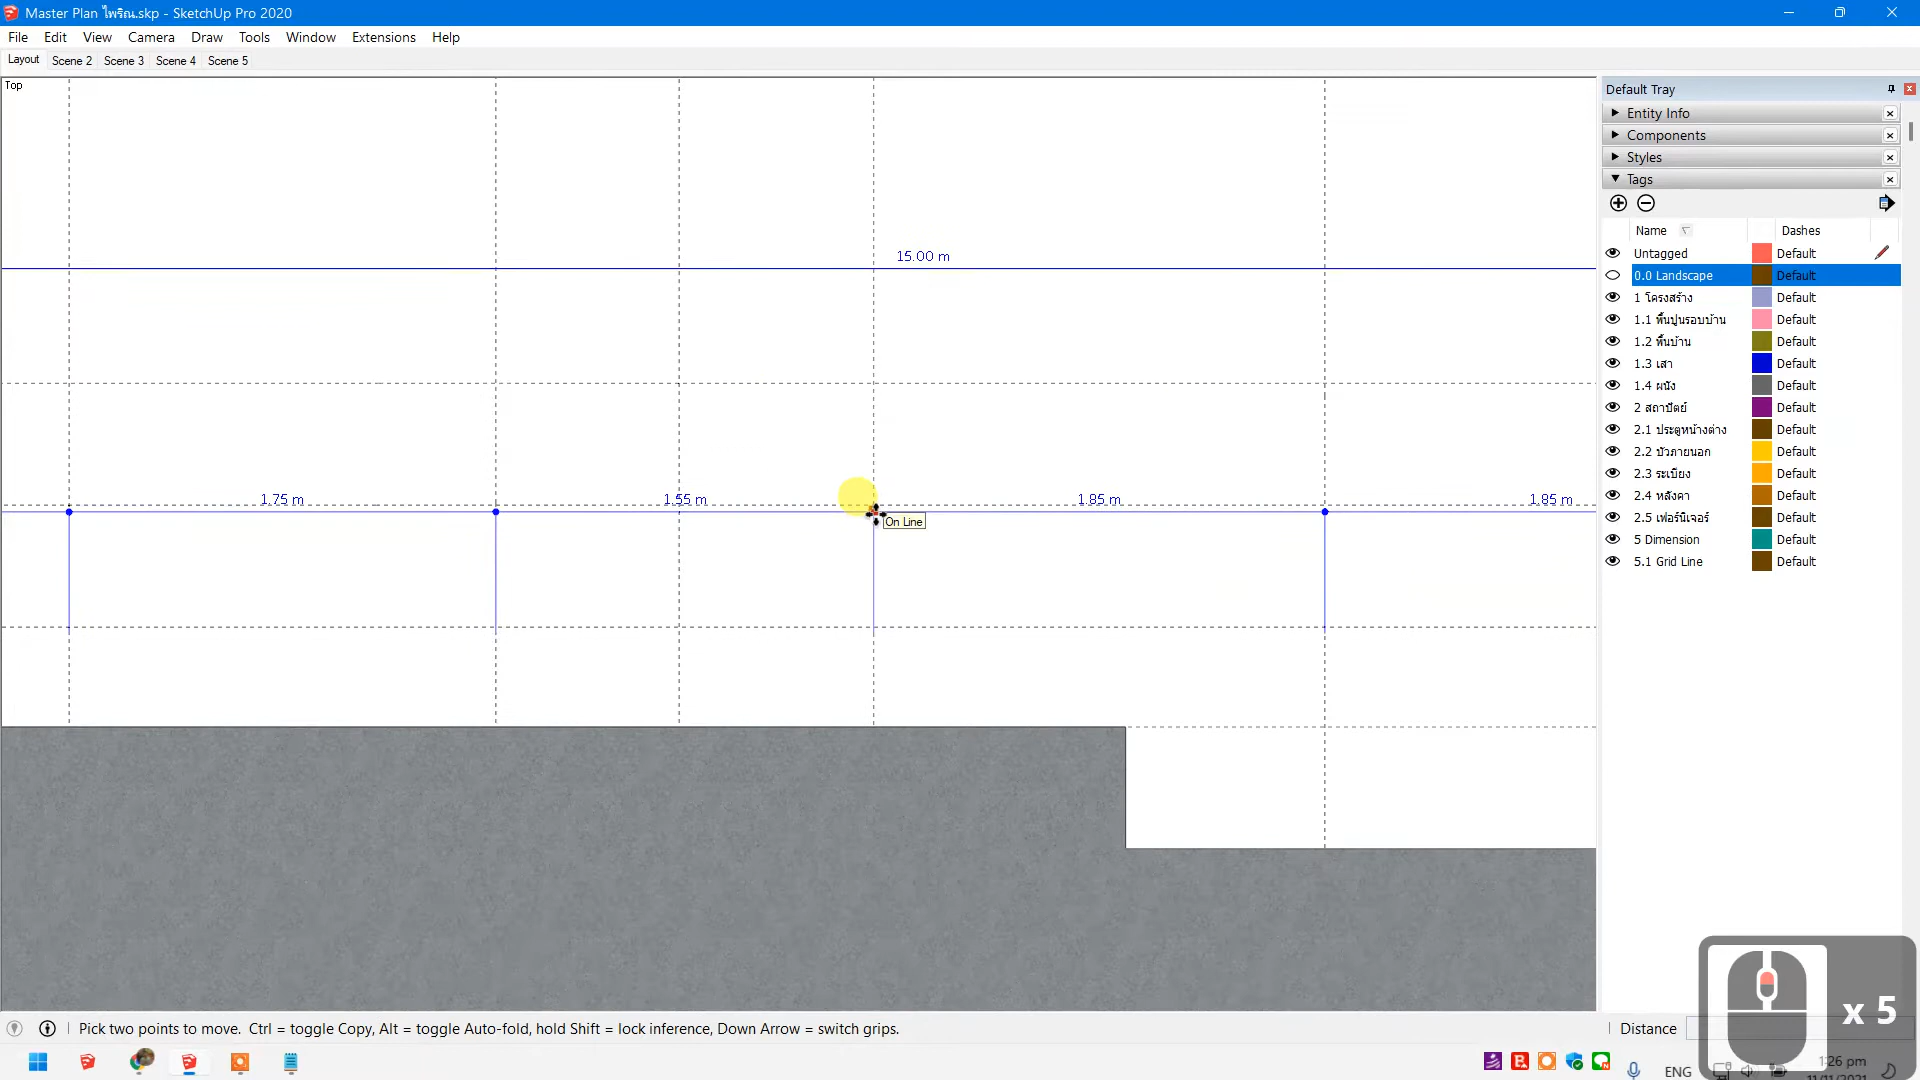 Master Plan ไพริณ.skp - SketchUp Pro 2020
File Edit View Camera Draw Tools Window Extensions Help
Layout Scene 2 Scene 3 Scene 4 Scene 5
Top
Default Tray
Entity Info
Components
Styles
Tags
Name Dashes
Untagged Default
0.0 Landscape Default
1 โครงสร้าง Default
1.1 พื้นปูนรอบบ้าน Default
1.2 พื้นบ้าน Default
1.3 เสา Default
1.4 ผนัง Default
2 สถาปัตย์ Default
2.1 ประตูหน้างต่าง Default
2.2 บัวภายนอก Default
2.3 ระเบียง Default
2.4 หลังคา Default
2.5 เฟอร์นิเจอร์ Default
5 Dimension Default
5.1 Grid Line Default
15.00 m
1.75 m 1.55 m 1.85 m 1.85 m
On Line
x 5
Pick two points to move. Ctrl = toggle Copy, Alt = toggle Auto-fold, hold Shift = lock inference, Down Arrow = switch grips.
Distance
ENG
1:26 pm